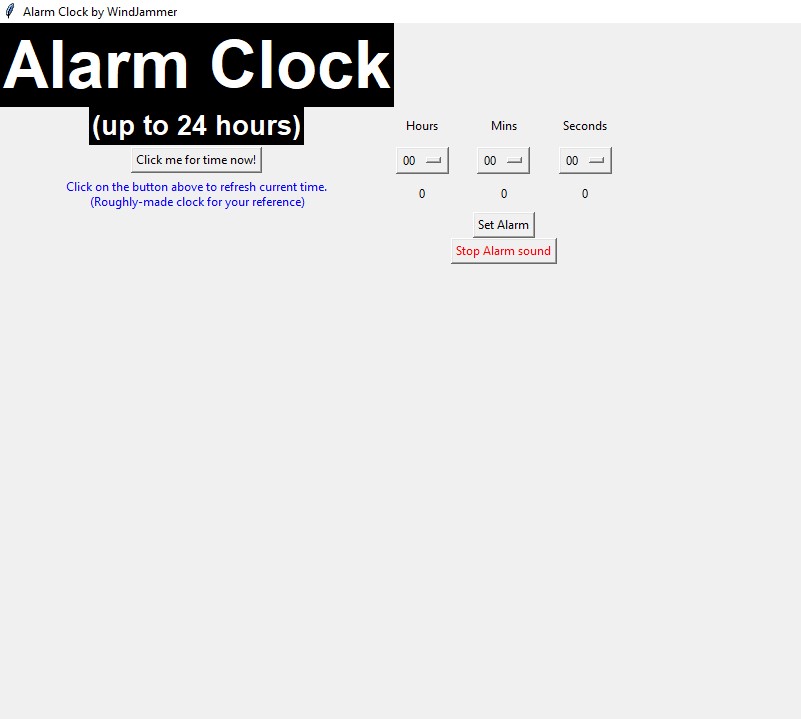 Alarm Clock by WindJammer
Alarm Clock
(up to 24 hours)
Hours Mins Seconds
Click me for time now! 00 00 00
Click on the button above to refresh current time.
(Roughly-made clock for your reference)
0 0 0
Set Alarm
Stop Alarm sound